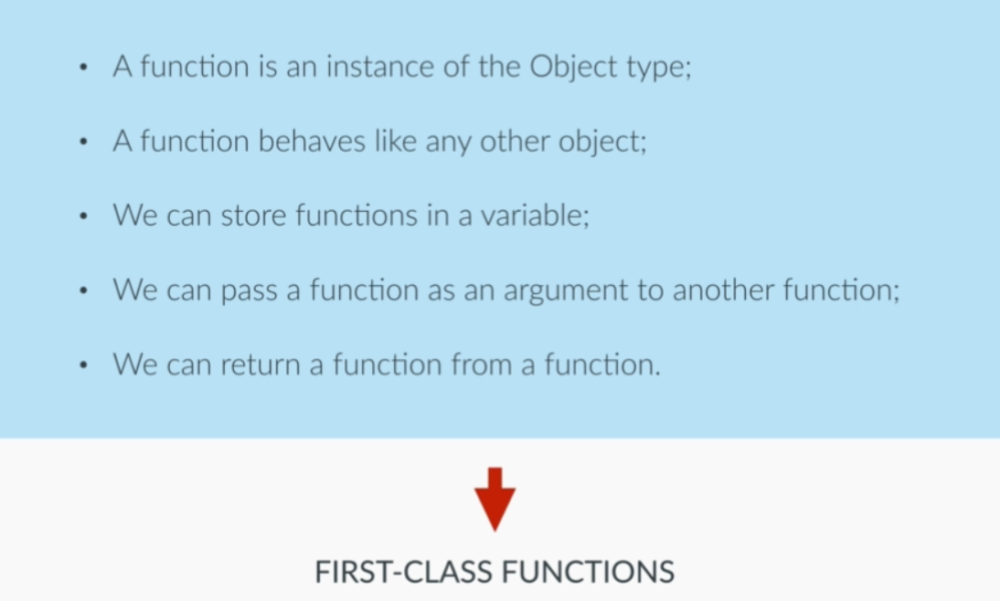 • A function is an instance of the Object type;
• A function behaves like any other object;
• We can store functions in a variable;
• We can pass a function as an argument to another function;
• We can return a function from a function.
FIRST-CLASS FUNCTIONS